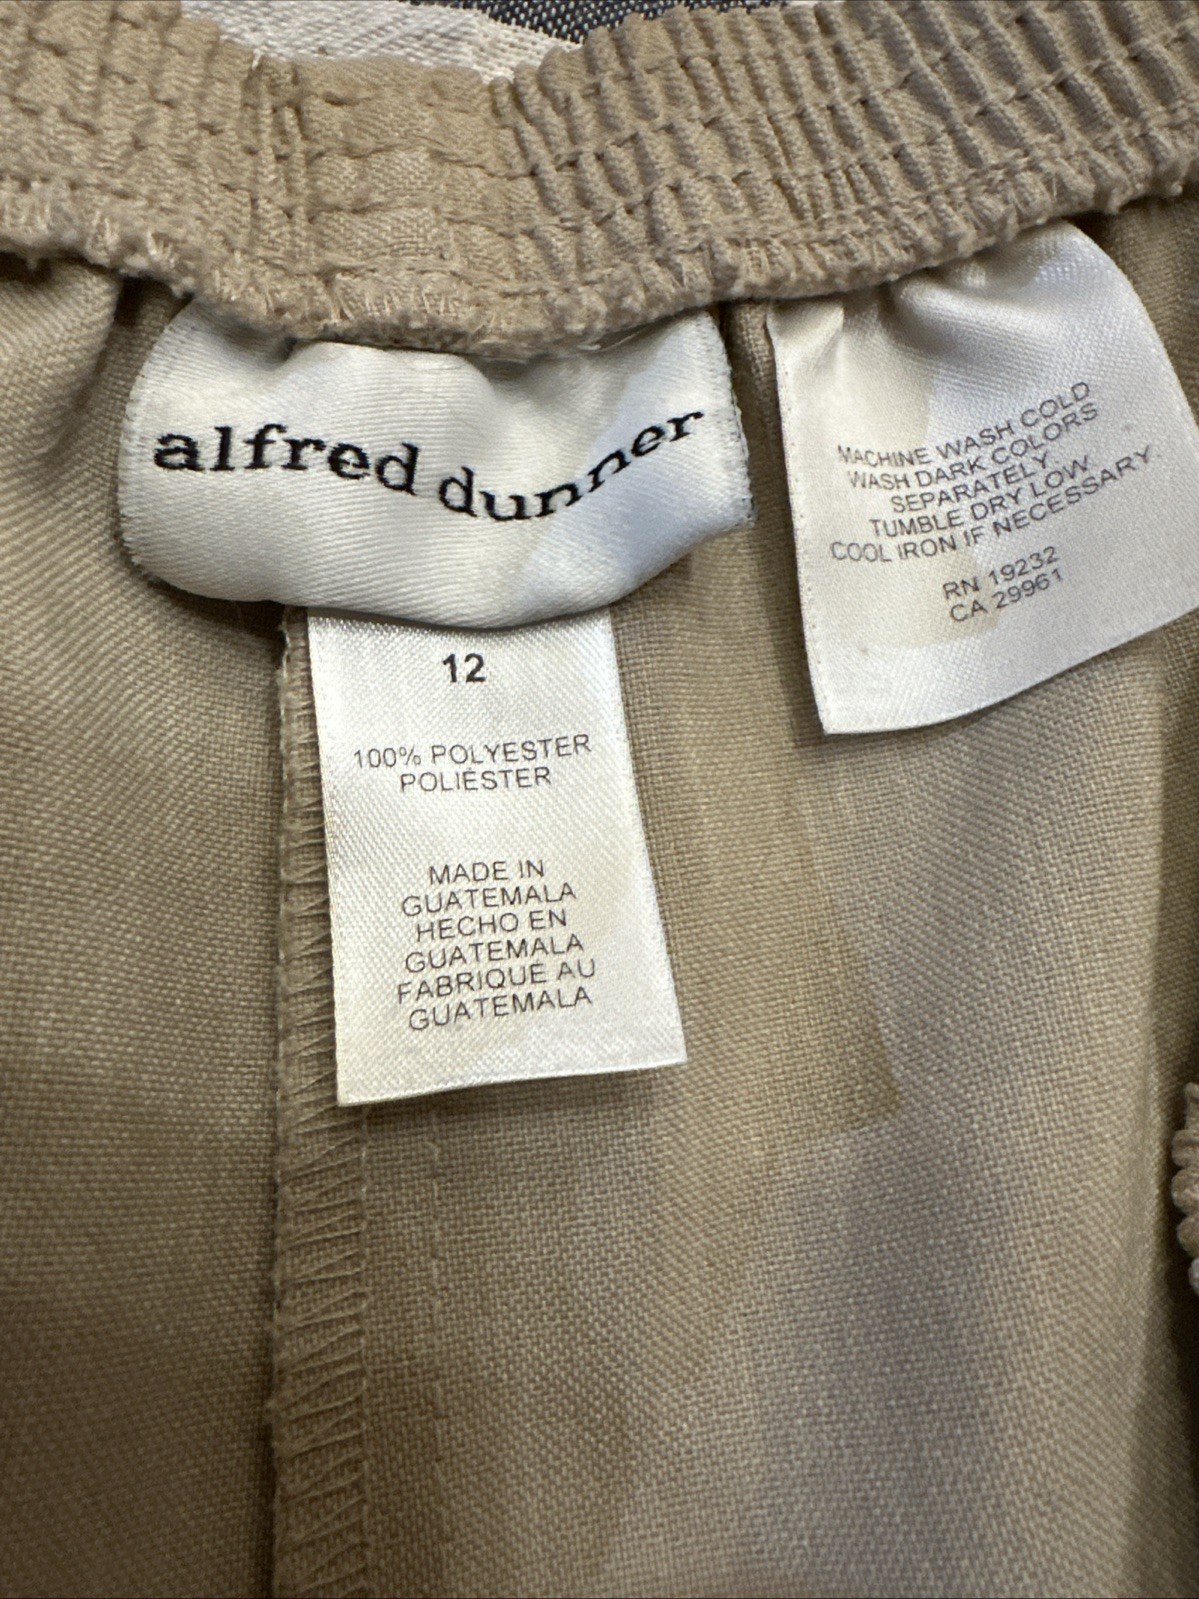 alfred dunner
12
100% POLYESTER
POLIÉSTER
MADE IN
GUATEMALA
HECHO EN
GUATEMALA
FABRIQUÉ AU
GUATEMALA
MACHINE WASH COLD
WASH DARK COLORS
SEPARATELY
TUMBLE DRY LOW
COOL IRON IF NECESSARY
RN 19232
CA 29961